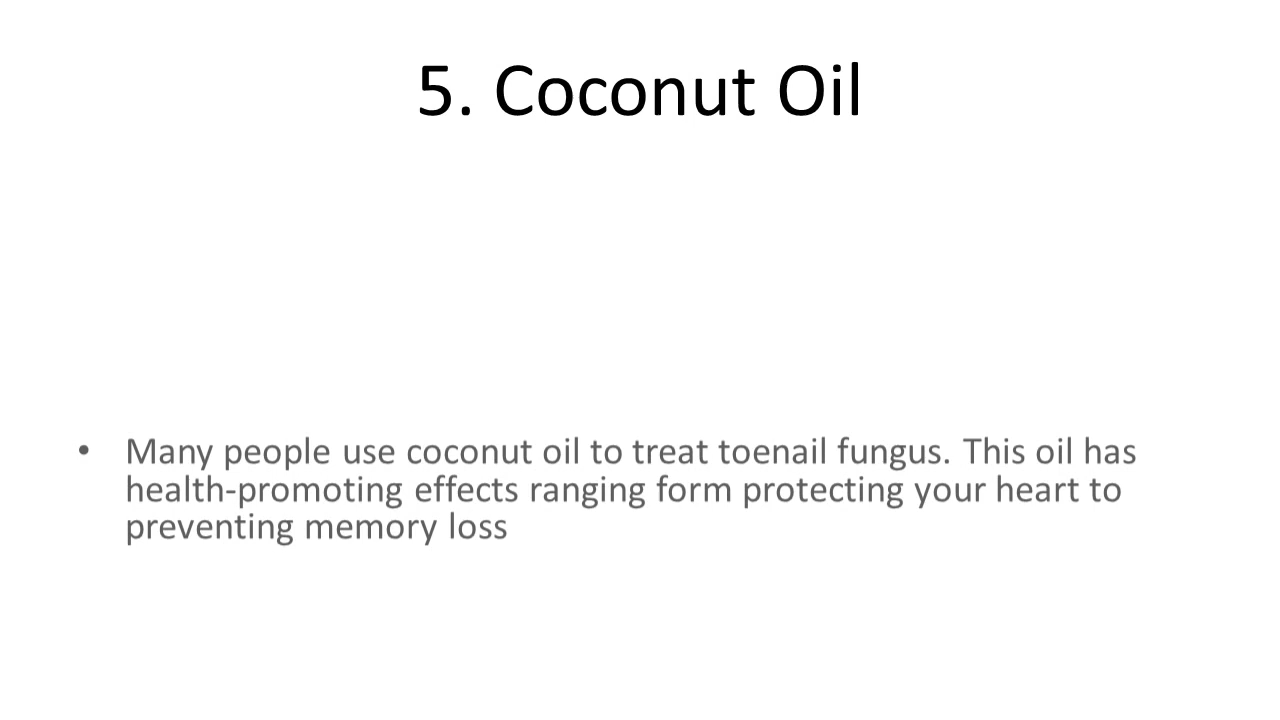 5. Coconut Oil
• Many people use coconut oil to treat toenail fungus. This oil has
health-promoting effects ranging form protecting your heart to
preventing memory loss